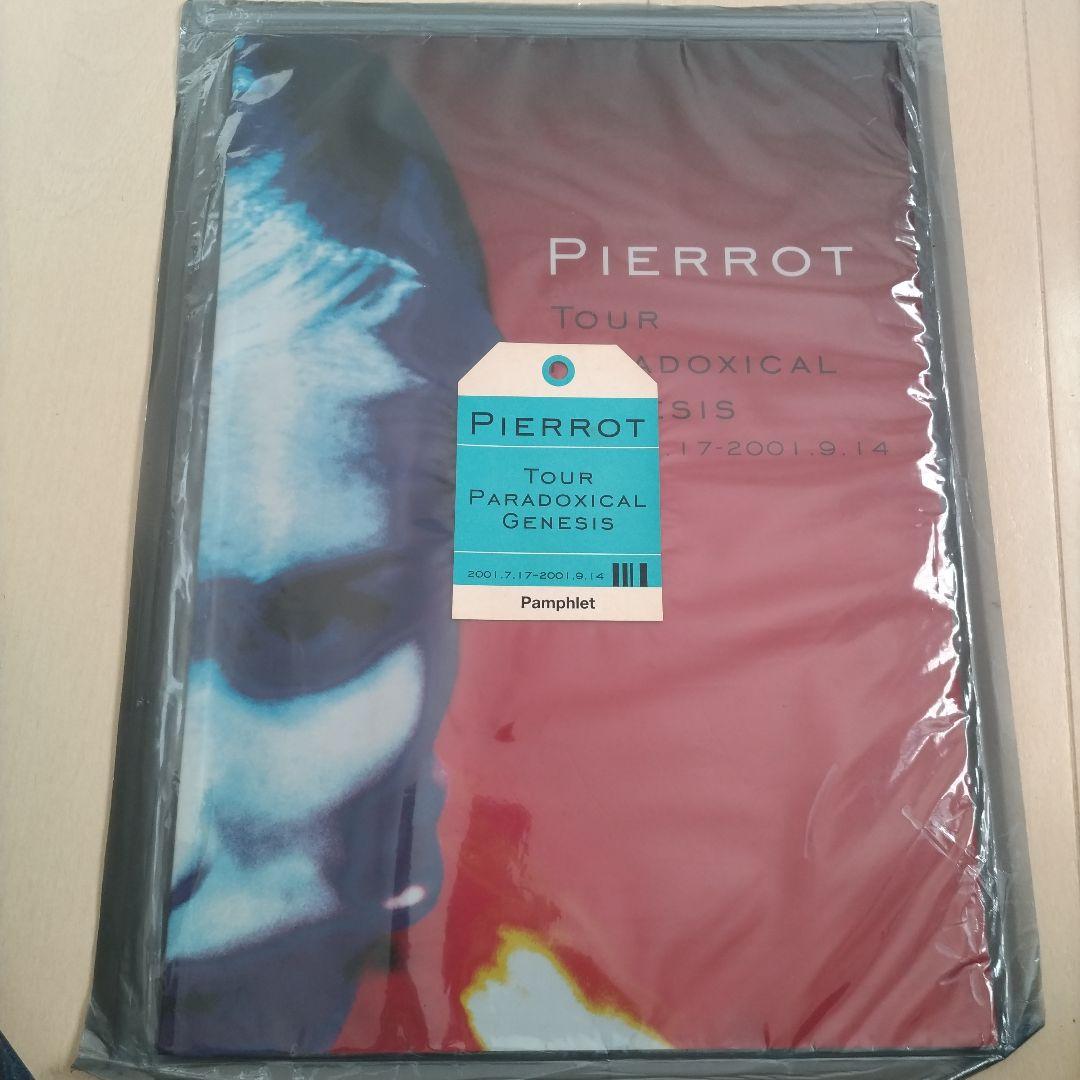 PIERROT
TOUR
ADOXICAL
ESIS
.17-2001.9.14
PIERROT
TOUR
PARADOXICAL
GENESIS
2001.7.17-2001.9.14
Pamphlet